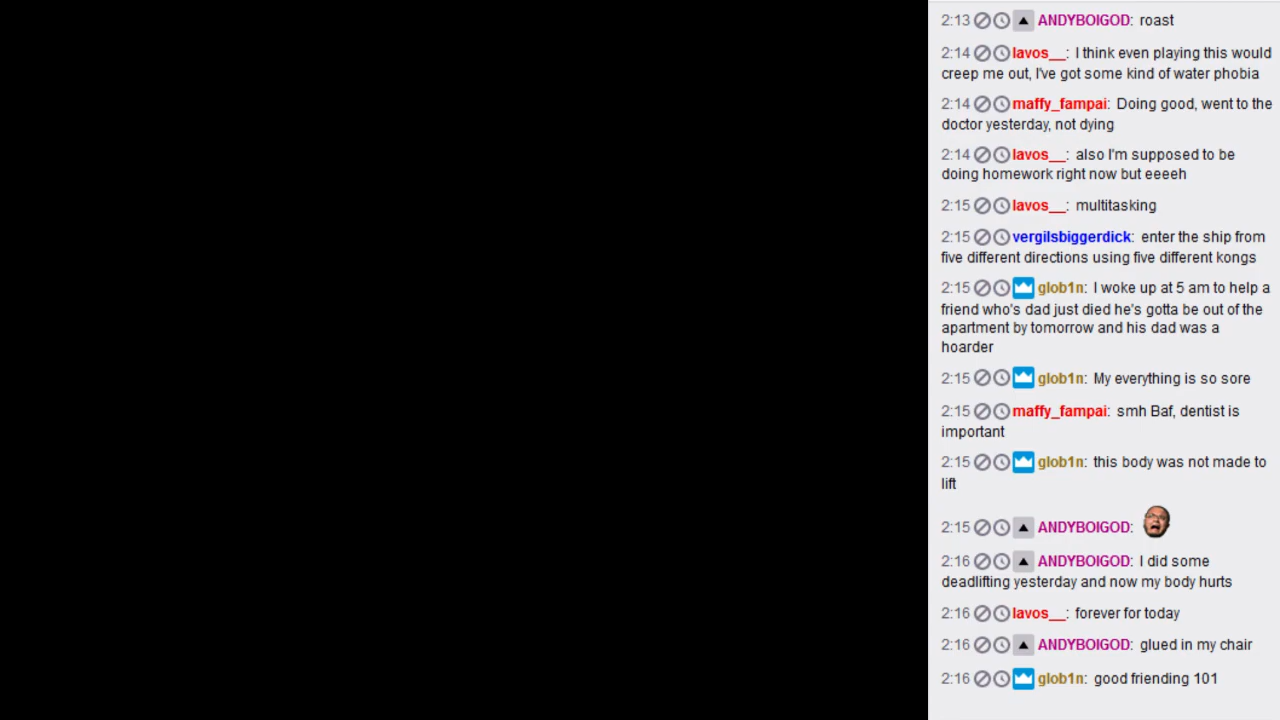 2:13 ANDYBOIGOD: roast
2:14 lavos__: I think even playing this would
creep me out, I've got some kind of water phobia
2:14 maffy_fampai: Doing good, went to the
doctor yesterday, not dying
2:14 lavos__: also I'm supposed to be
doing homework right now but eeeeh
2:15 lavos__: multitasking
2:15 vergilsbiggerdick: enter the ship from
five different directions using five different kongs
2:15 glob1n: I woke up at 5 am to help a
friend who's dad just died he's gotta be out of the
apartment by tomorrow and his dad was a
hoarder
2:15 glob1n: My everything is so sore
2:15 maffy_fampai: smh Baf, dentist is
important
2:15 glob1n: this body was not made to
lift
2:15 ANDYBOIGOD:
2:16 ANDYBOIGOD: I did some
deadlifting yesterday and now my body hurts
2:16 lavos__: forever for today
2:16 ANDYBOIGOD: glued in my chair
2:16 glob1n: good friending 101